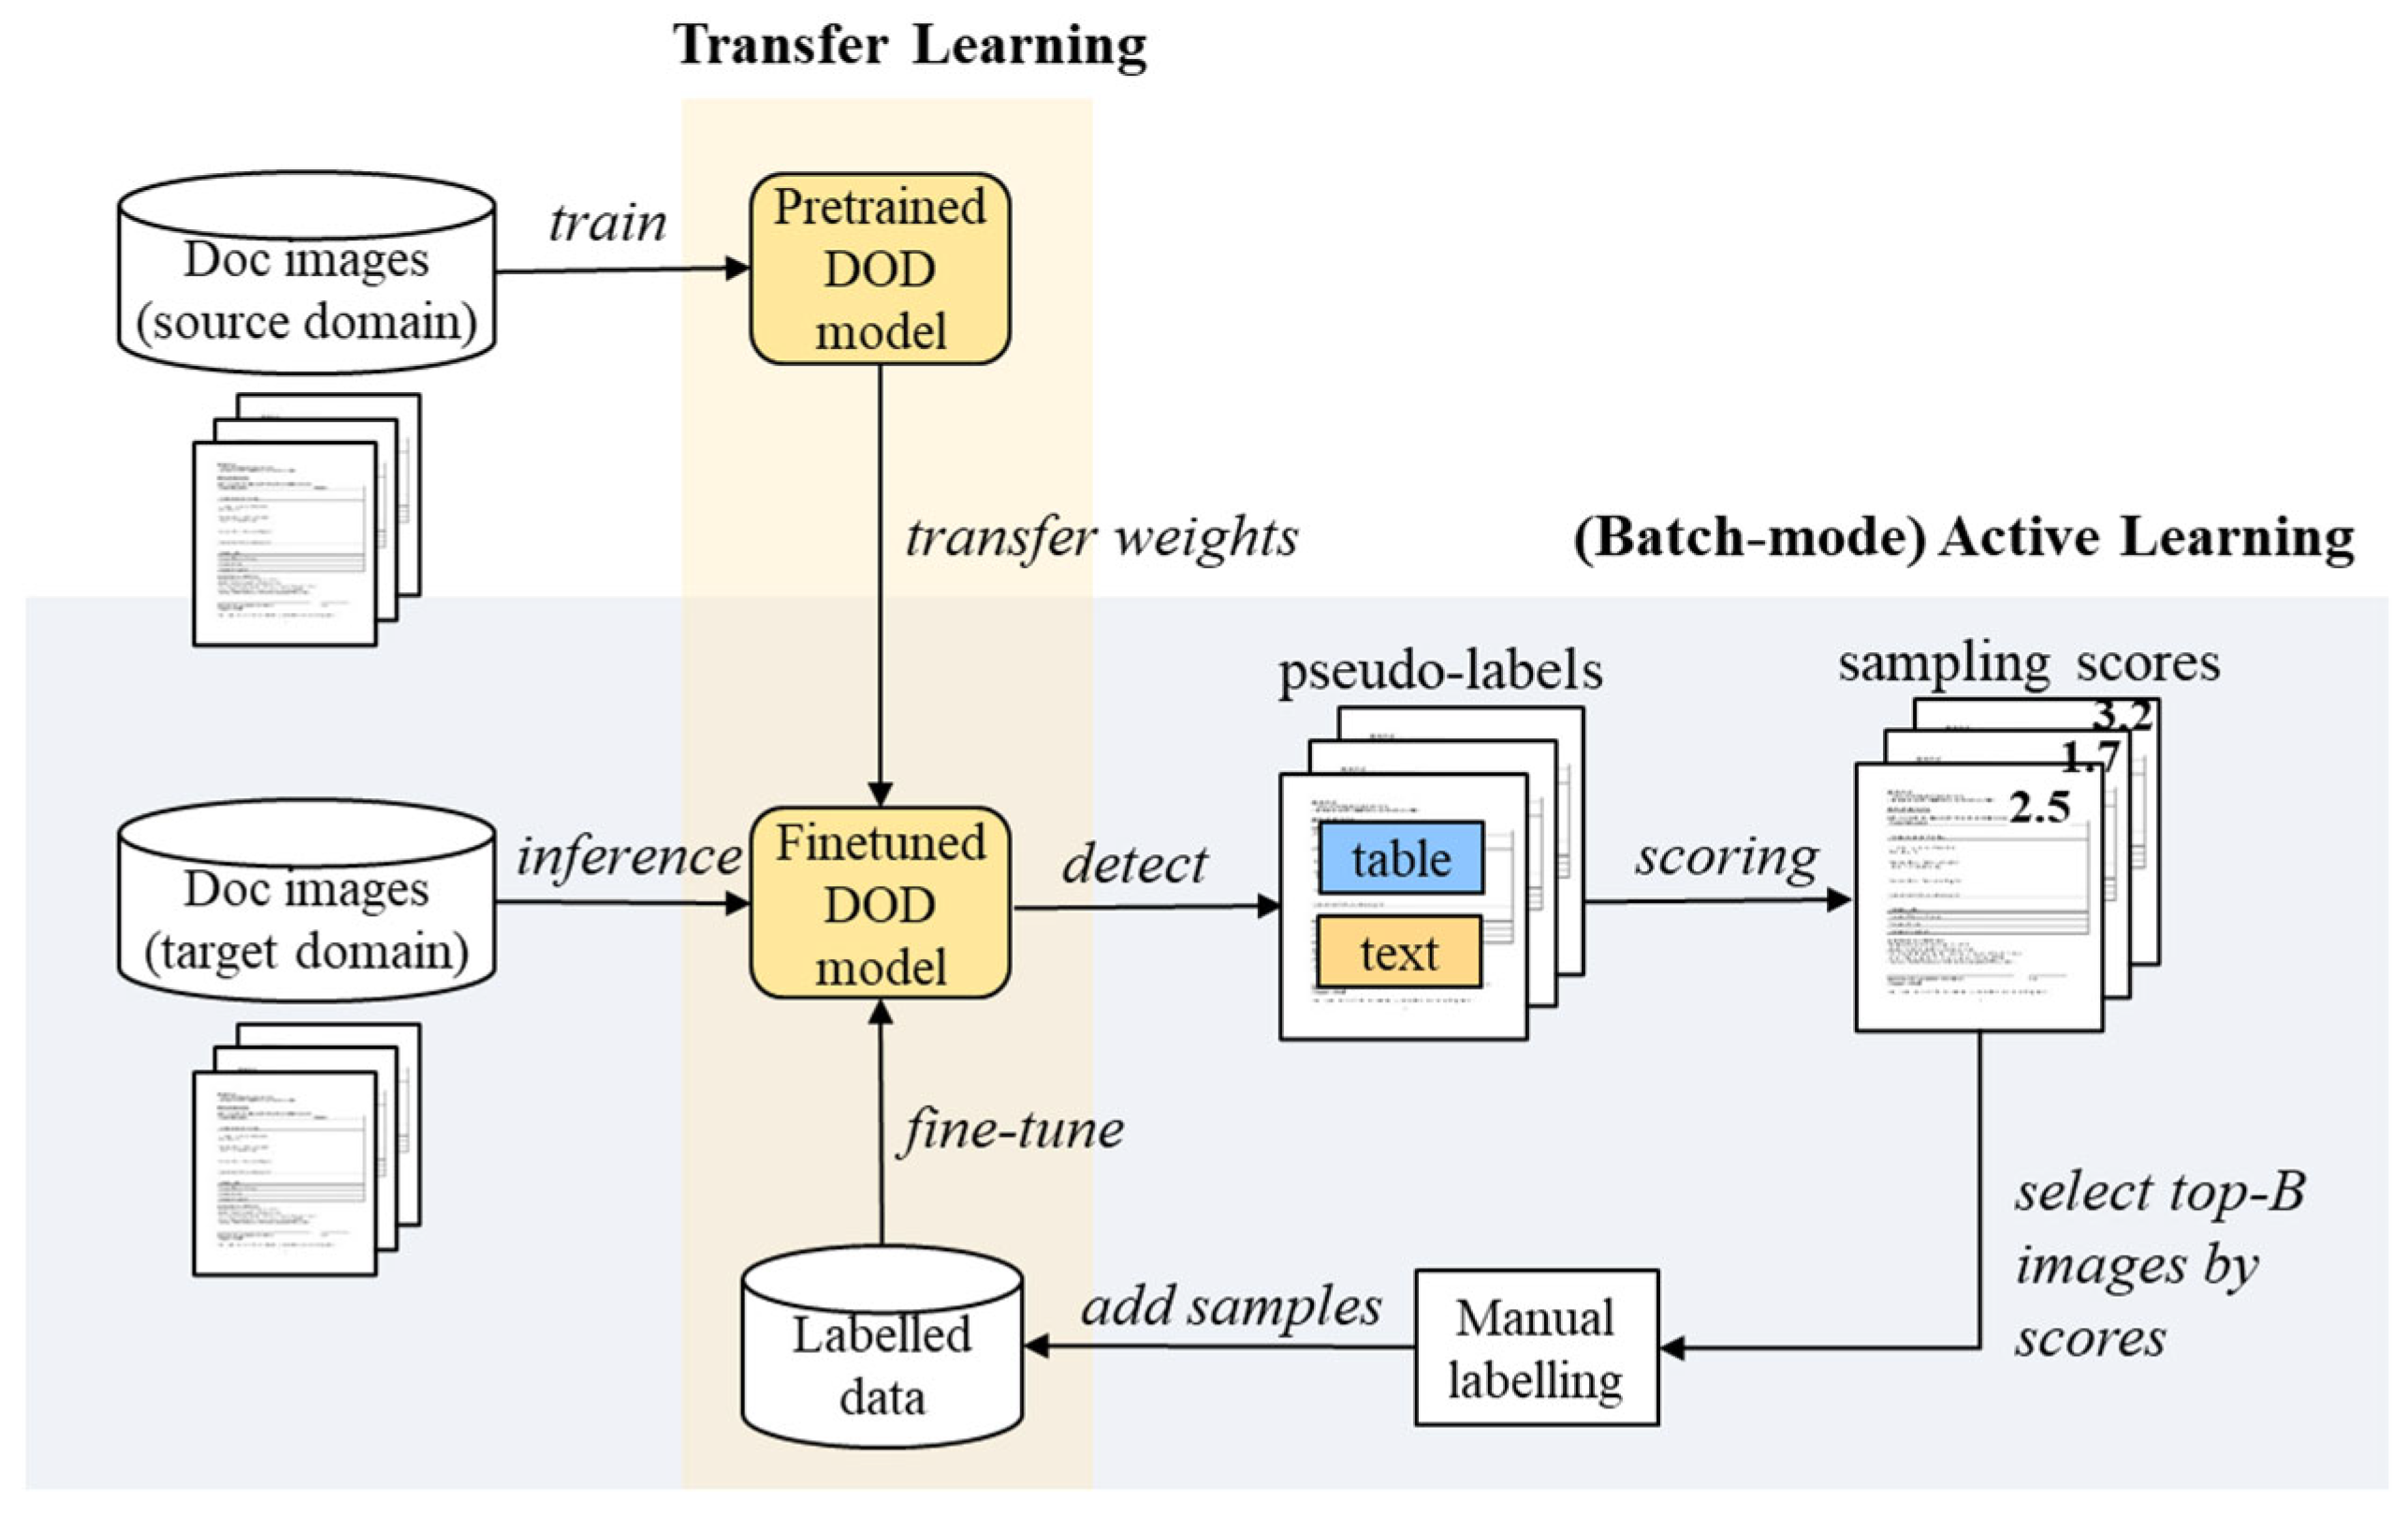 Transfer Learning
Doc images
(source domain)
train
Pretrained
DOD
model
transfer weights
(Batch-mode) Active Learning
Doc images
(target domain)
inference
Finetuned
DOD
model
detect
pseudo-labels
table
text
scoring
sampling scores
3.2
1.7
2.5
select top-B
images by
scores
Manual
labelling
add samples
Labelled
data
fine-tune